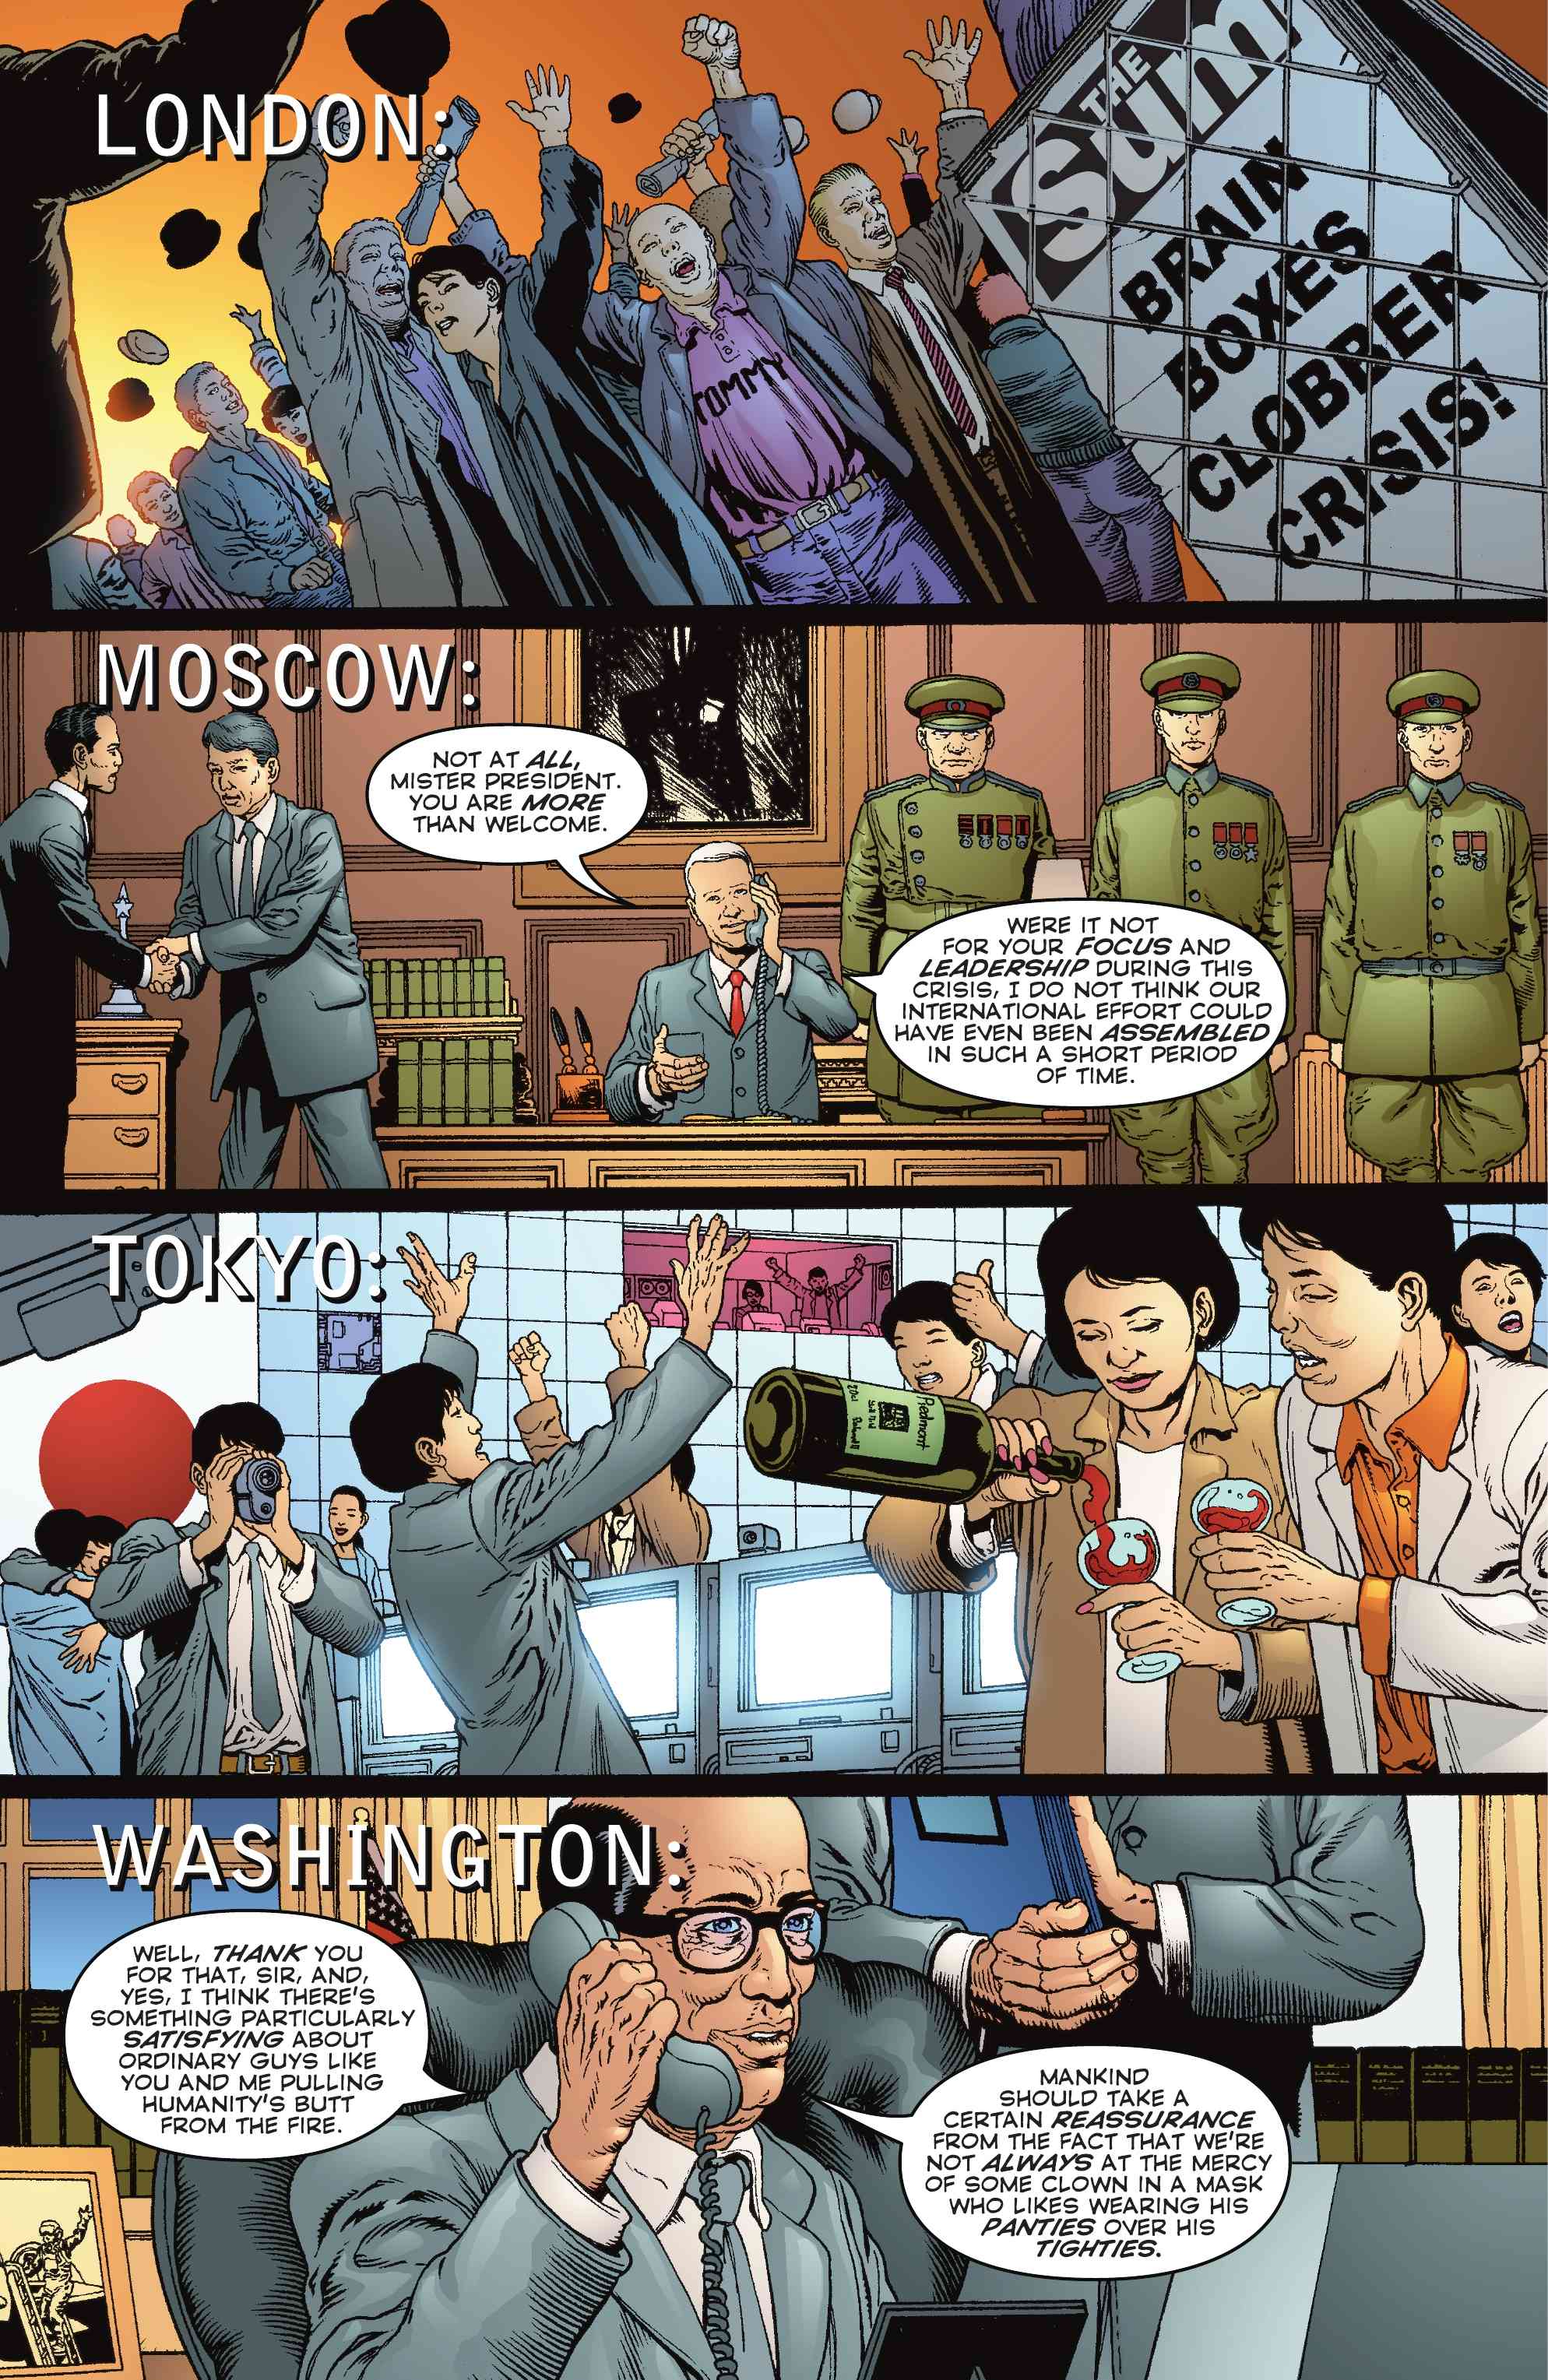 LONDON:
THE
Sum
BRAIN
BOXES
CLOBBER
CRISIS!
TOMMY
MOSCOW:
NOT AT ALL,
MISTER PRESIDENT.
YOU ARE MORE
THAN WELCOME.
WERE IT NOT
FOR YOUR FOCUS AND
LEADERSHIP DURING THIS
CRISIS, I DO NOT THINK OUR
INTERNATIONAL EFFORT COULD
HAVE EVEN BEEN ASSEMBLED
IN SUCH A SHORT PERIOD
OF TIME.
TOKYO:
Piedmont
WASHINGTON:
WELL, THANK YOU
FOR THAT, SIR, AND,
YES, I THINK THERE'S
SOMETHING PARTICULARLY
SATISFYING ABOUT
ORDINARY GUYS LIKE
YOU AND ME PULLING
HUMANITY'S BUTT
FROM THE FIRE.
MANKIND
SHOULD TAKE A
CERTAIN REASSURANCE
FROM THE FACT THAT WE'RE
NOT ALWAYS AT THE MERCY
OF SOME CLOWN IN A MASK
WHO LIKES WEARING HIS
PANTIES OVER HIS
TIGHTIES.